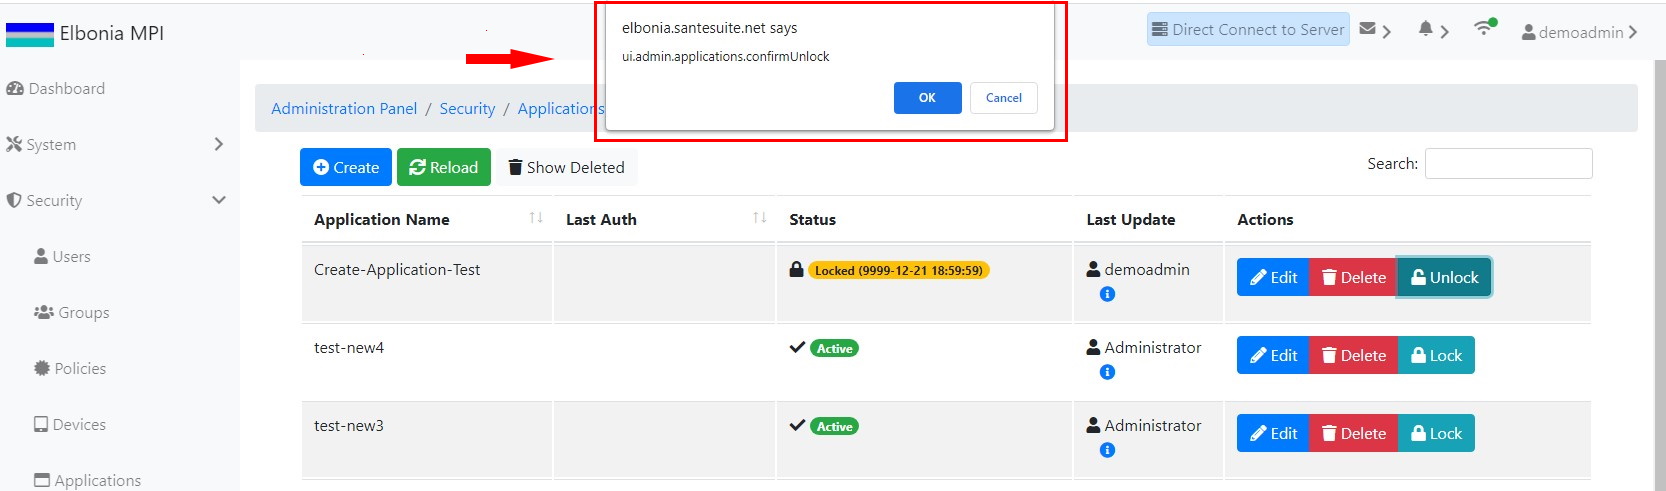 Elbonia MPI
elbonia.santesuite.net says
ui.admin.applications.confirmUnlock
OK Cancel
Direct Connect to Server
demoadmin
Dashboard
System
Security
Users
Groups
Policies
Devices
Applications
Administration Panel / Security / Applications
Create Reload Show Deleted
Search:
Application Name Last Auth Status Last Update Actions
Create-Application-Test Locked (9999-12-21 18:59:59) demoadmin Edit Delete Unlock
test-new4 Active Administrator Edit Delete Lock
test-new3 Active Administrator Edit Delete Lock